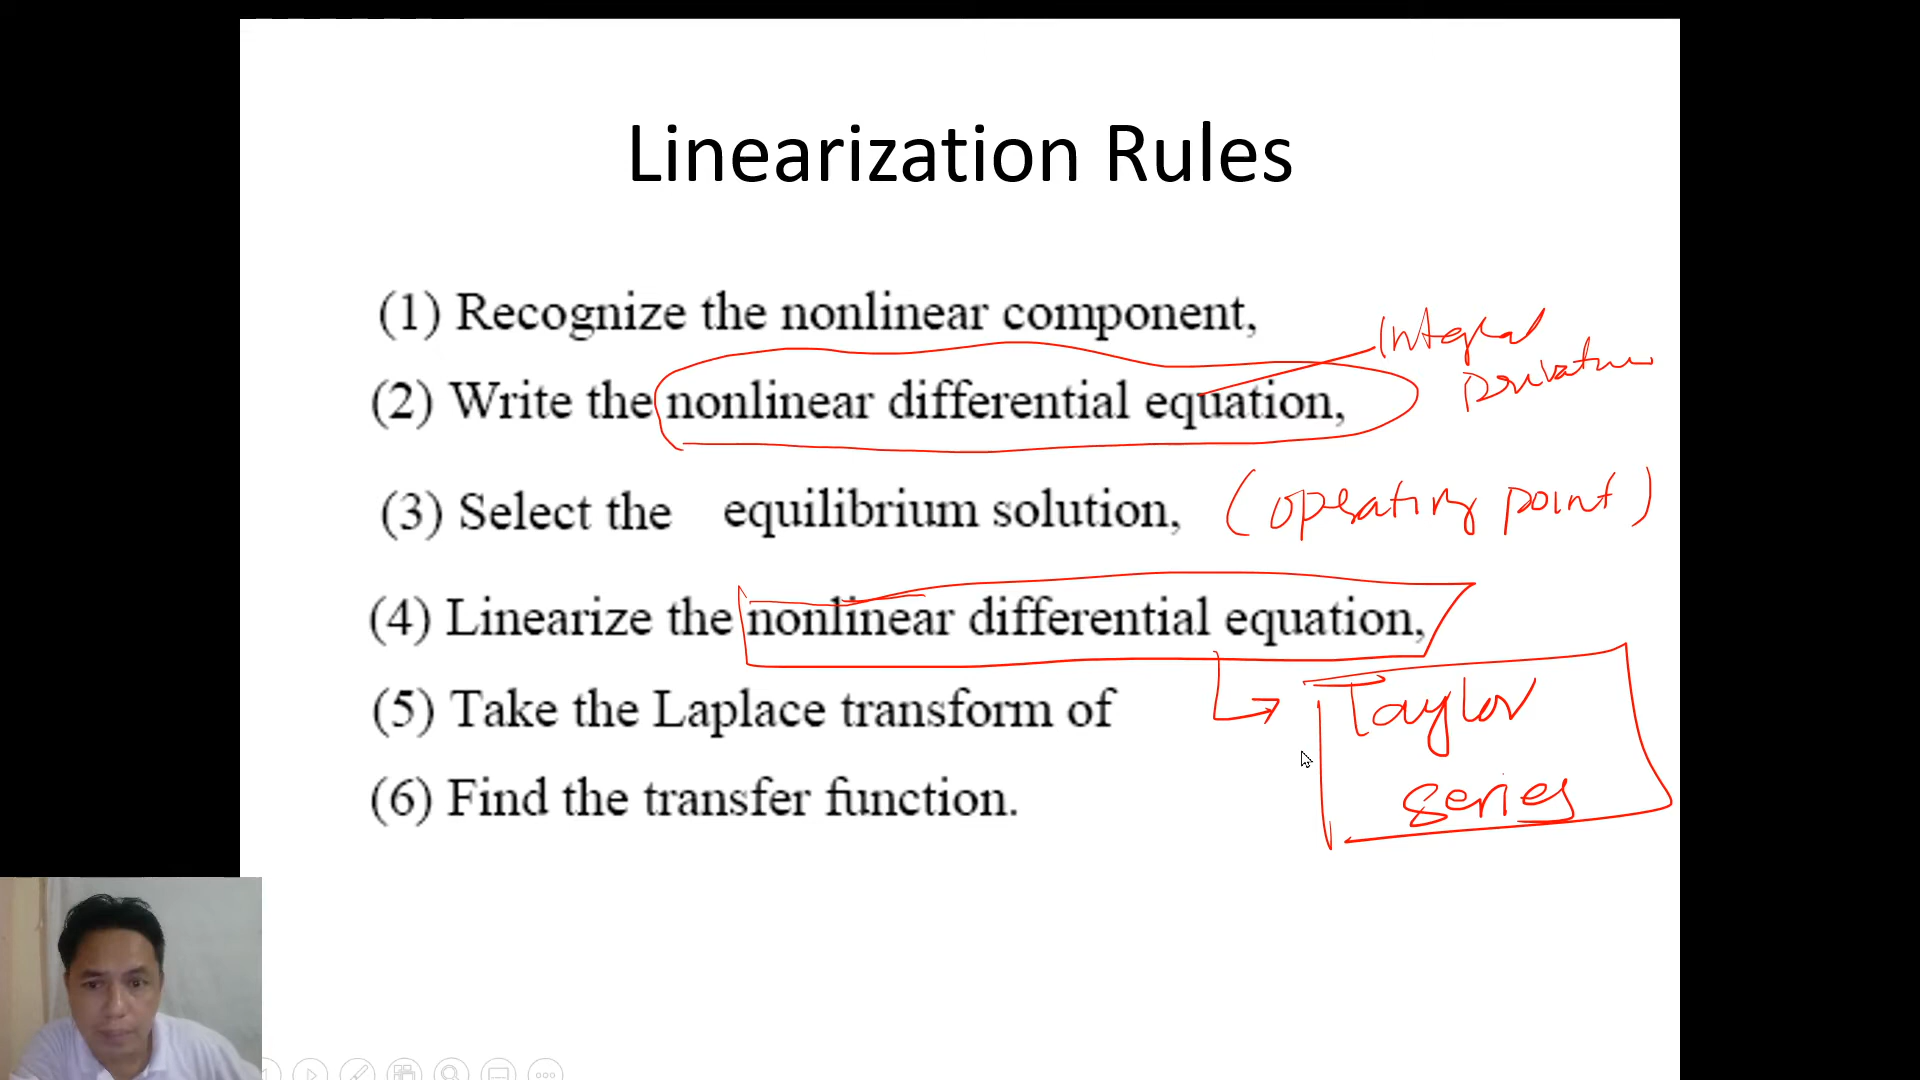 Linearization Rules
(1) Recognize the nonlinear component,
Integral
Derivative
(2) Write the nonlinear differential equation,
(3) Select the equilibrium solution, (operating point)
(4) Linearize the nonlinear differential equation,
Taylor
series
(5) Take the Laplace transform of
(6) Find the transfer function.